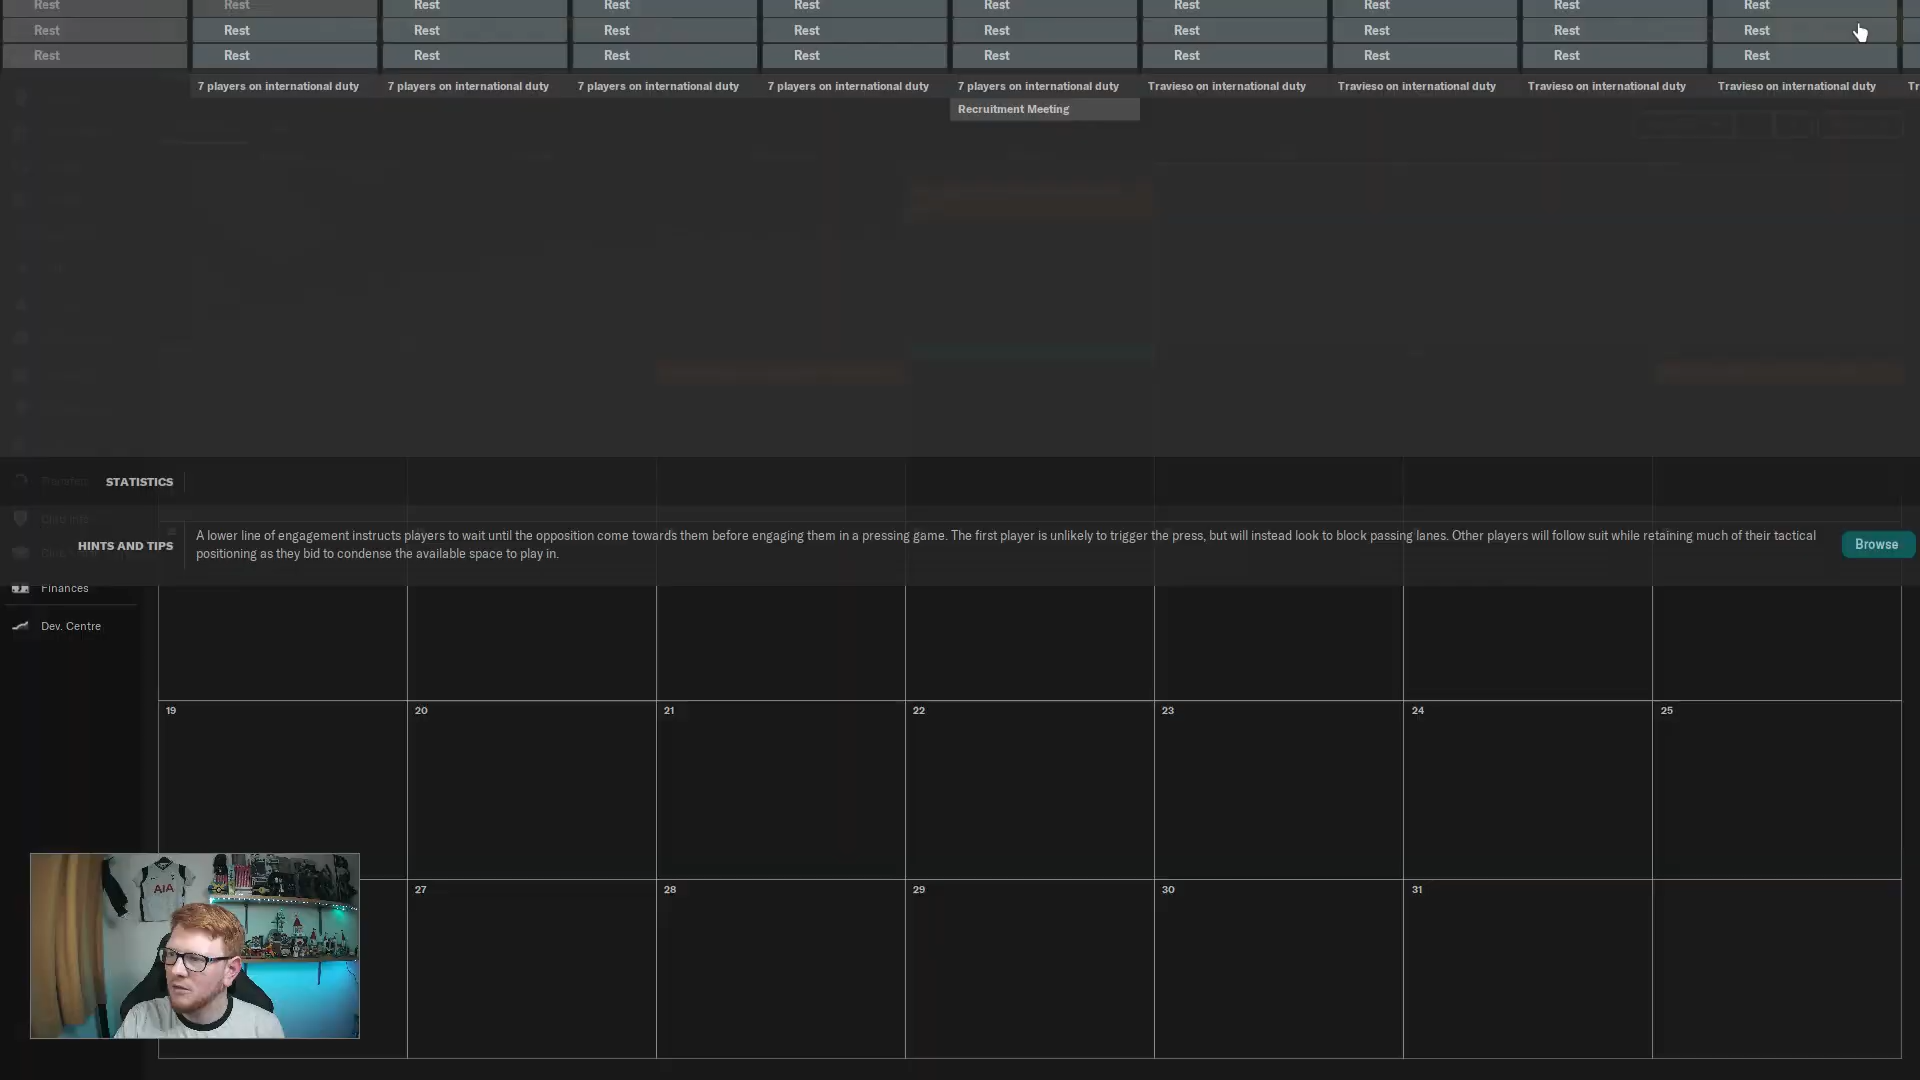 Rest Rest Rest Rest Rest Rest Rest Rest Rest Rest
Rest Rest Rest Rest Rest Rest Rest Rest Rest Rest
Rest Rest Rest Rest Rest Rest Rest Rest Rest Rest
7 players on international duty 7 players on international duty 7 players on international duty 7 players on international duty 7 players on international duty Travieso on international duty Travieso on international duty Travieso on international duty Travieso on international duty Tr
Recruitment Meeting
Transfers
STATISTICS
Club Info
HINTS AND TIPS
A lower line of engagement instructs players to wait until the opposition come towards them before engaging them in a pressing game. The first player is unlikely to trigger the press, but will instead look to block passing lanes. Other players will follow suit while retaining much of their tactical
positioning as they bid to condense the available space to play in.
Browse
Finances
Dev. Centre
19 20 21 22 23 24 25
27 28 29 30 31
AIA